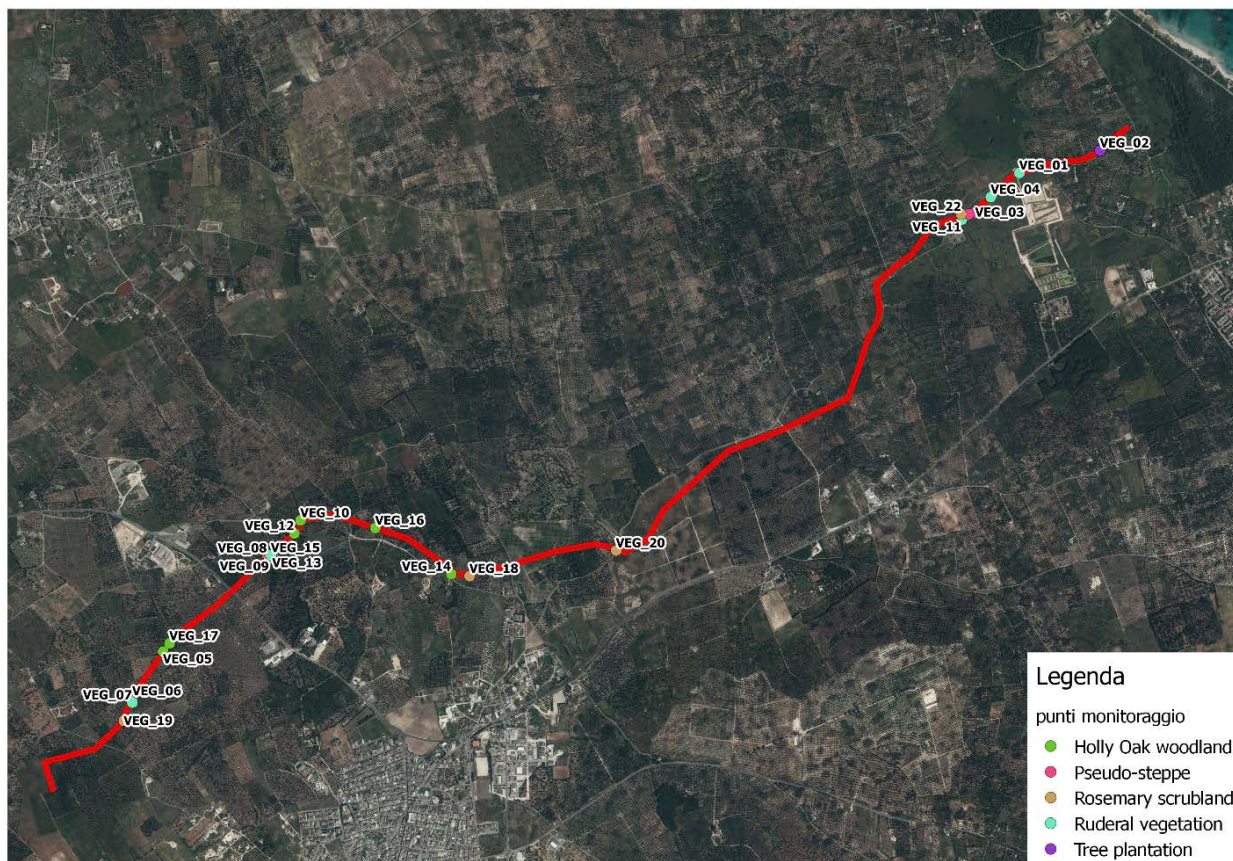 VEG_02
VEG_01
VEG_04
VEG_22
VEG_03
VEG_11
VEG_10
VEG_16
VEG_12
VEG_08
VEG_15
VEG_09
VEG_13
VEG_20
VEG_14
VEG_18
VEG_17
VEG_05
VEG_07
VEG_06
VEG_19
Legenda
punti monitoraggio
Holly Oak woodland
Pseudo-steppe
Rosemary scrubland
Ruderal vegetation
Tree plantation